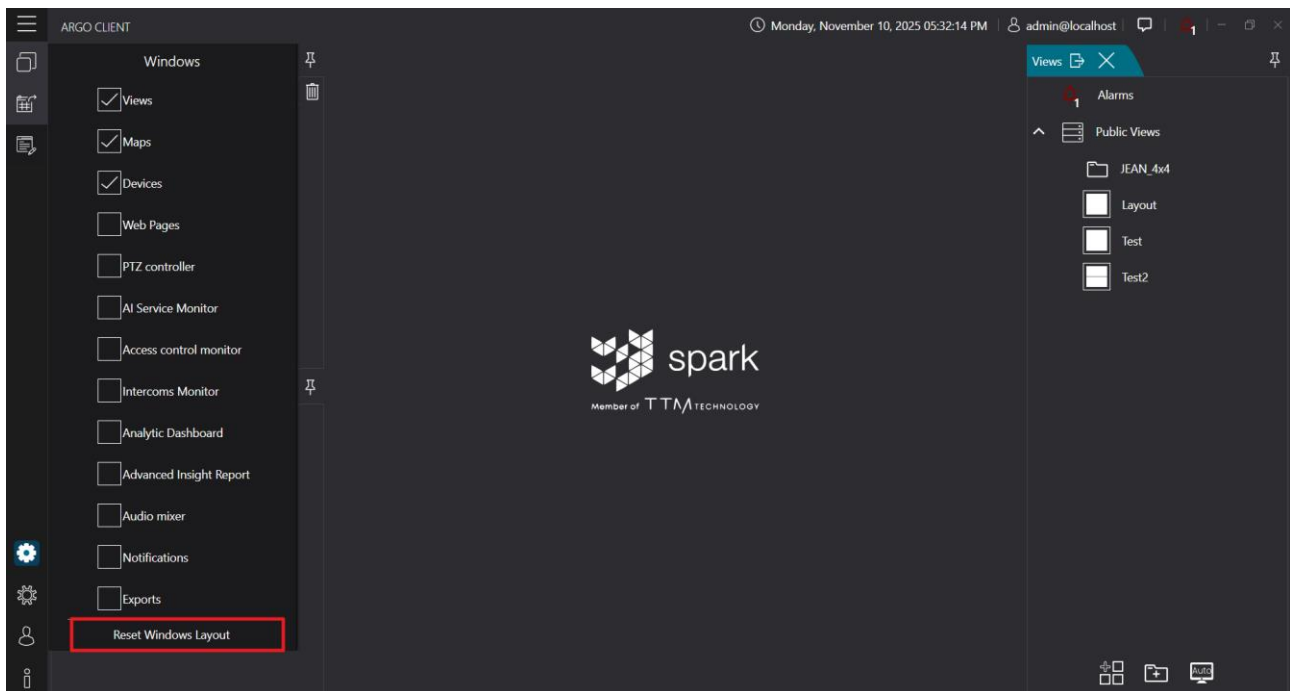 ARGO CLIENT
Monday, November 10, 2025 05:32:14 PM
admin@localhost
1
Windows
Views
Maps
Devices
Web Pages
PTZ controller
AI Service Monitor
Access control monitor
Intercoms Monitor
Analytic Dashboard
Advanced Insight Report
Audio mixer
Notifications
Exports
Reset Windows Layout
spark
Member of TTM TECHNOLOGY
Views
1
Alarms
Public Views
JEAN_4x4
Layout
Test
Test2
Auto